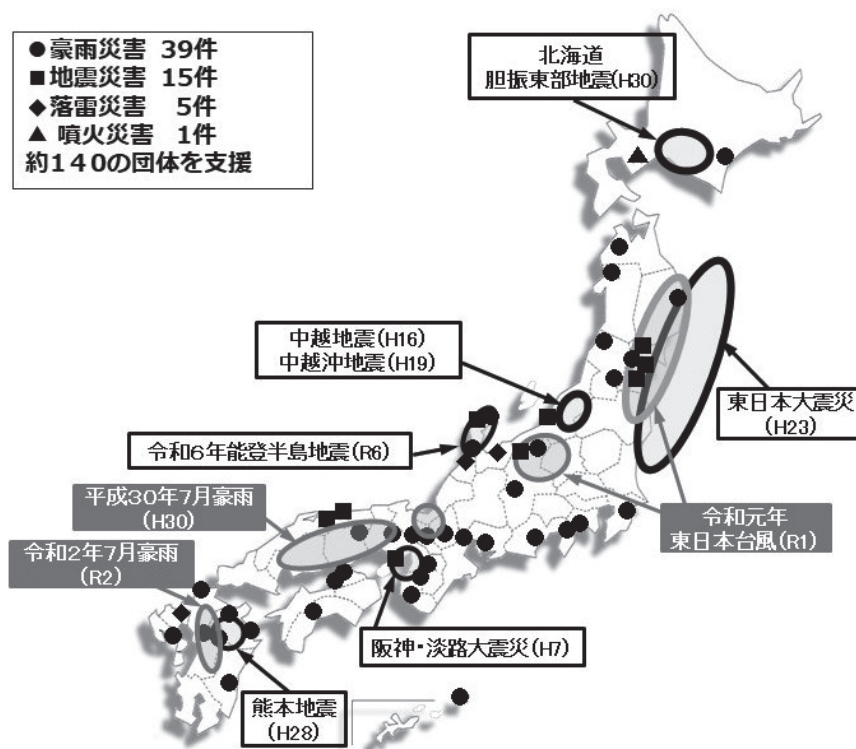 ●豪雨災害 39件
■地震災害 15件
◆落雷災害 5件
▲噴火災害 1件
約140の団体を支援
北海道
胆振東部地震(H30)
中越地震(H16)
中越沖地震(H19)
東日本大震災
(H23)
令和6年能登半島地震(R6)
平成30年7月豪雨
(H30)
令和元年
東日本台風(R1)
令和2年7月豪雨
(R2)
阪神・淡路大震災(H7)
熊本地震
(H28)